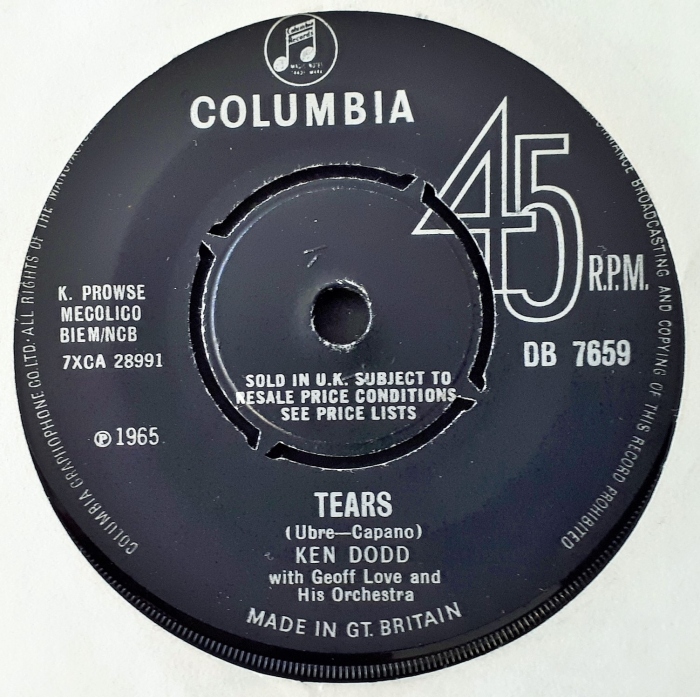 COLUMBIA
45
R.P.M.
K. PROWSE
MECOLICO
BIEM/NCB
7XCA 28991
DB 7659
SOLD IN U.K. SUBJECT TO
RESALE PRICE CONDITIONS
SEE PRICE LISTS
℗ 1965
TEARS
(Ubre—Capano)
KEN DODD
with Geoff Love and
His Orchestra
MADE IN GT. BRITAIN
COLUMBIA GRAPHOPHONE CO. LTD. ALL RIGHTS OF THE
BROADCASTING AND COPYING OF THIS RECORD PROHIBITED